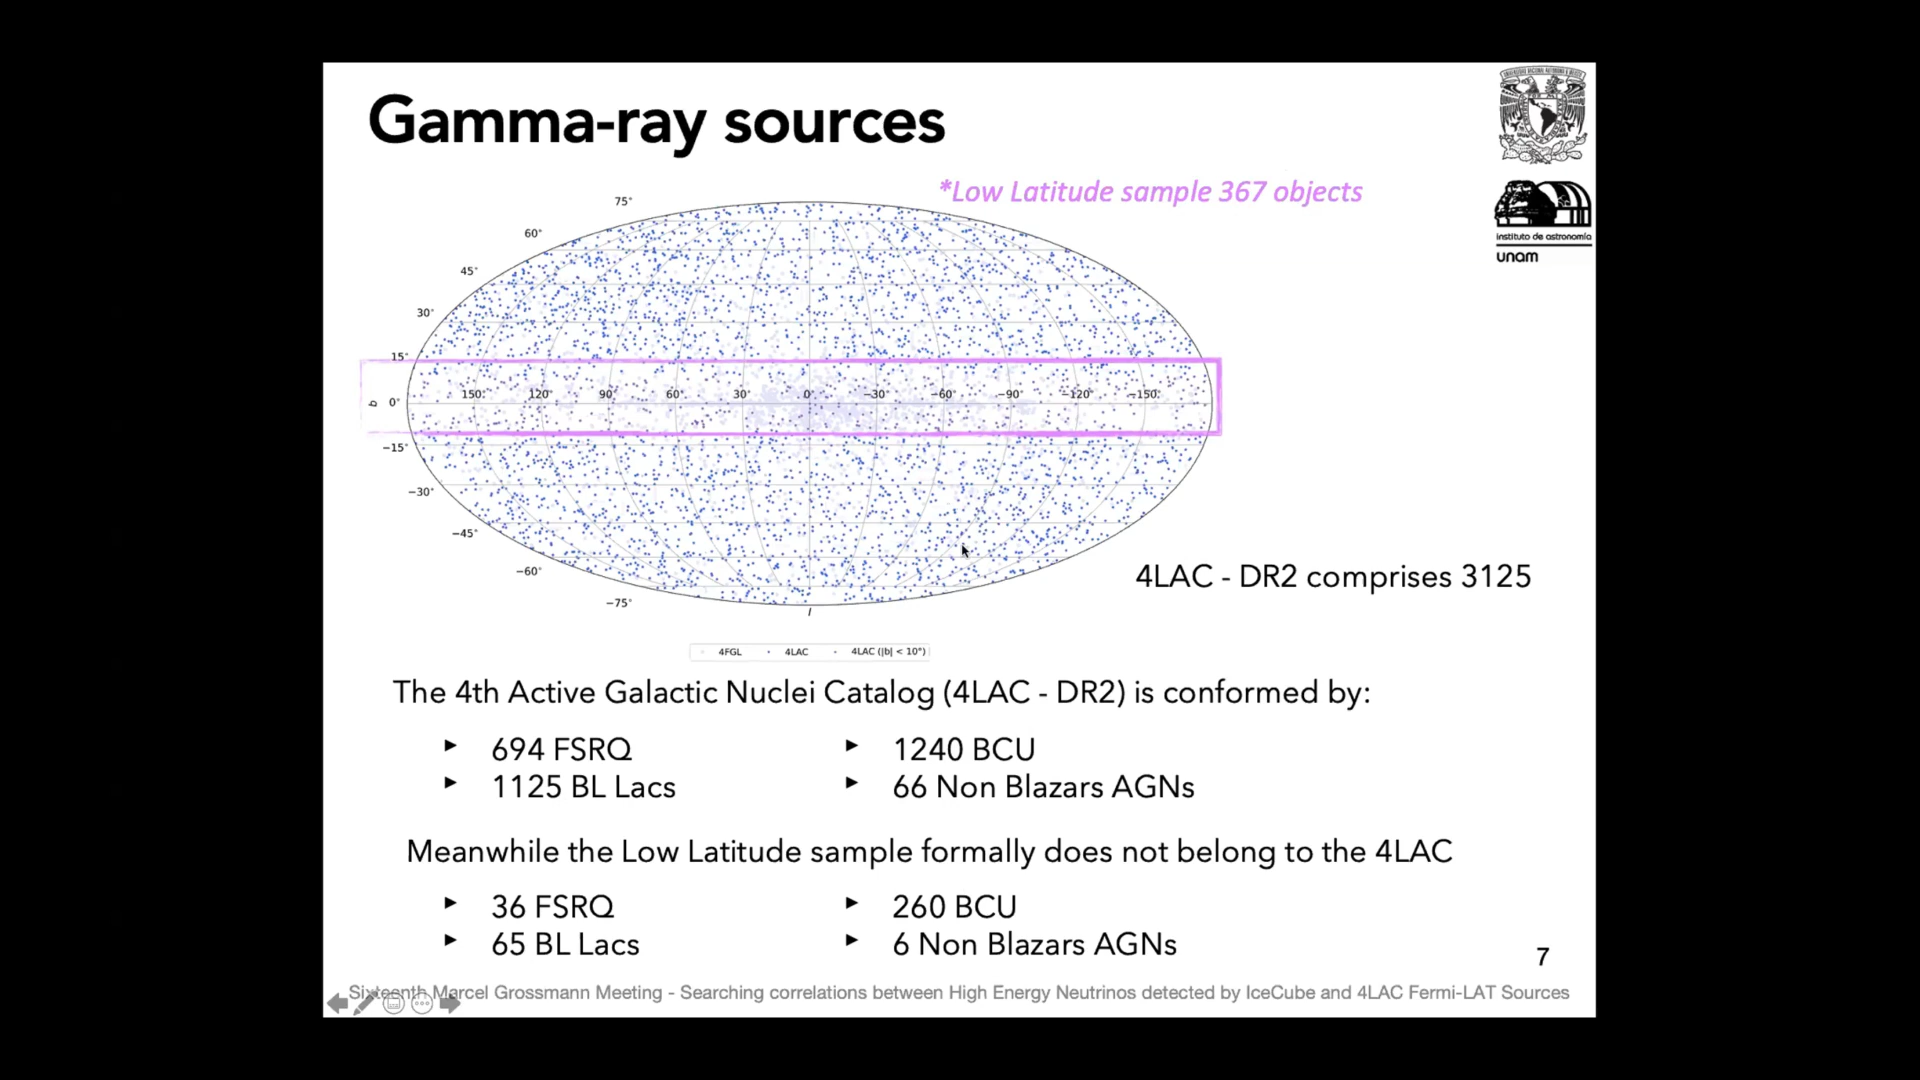 Gamma-ray sources
*Low Latitude sample 367 objects
instituto de astronomía
unam
75°
60°
45°
30°
15°
b
0°
150°
120°
90°
60°
30°
0°
−30°
−60°
−90°
−120°
−150°
−15°
−30°
−45°
−60°
−75°
l
4LAC - DR2 comprises 3125
4FGL 4LAC 4LAC (|b| < 10°)
The 4th Active Galactic Nuclei Catalog (4LAC - DR2) is conformed by:
694 FSRQ
1125 BL Lacs
1240 BCU
66 Non Blazars AGNs
Meanwhile the Low Latitude sample formally does not belong to the 4LAC
36 FSRQ
65 BL Lacs
260 BCU
6 Non Blazars AGNs
7
Sixteenth Marcel Grossmann Meeting - Searching correlations between High Energy Neutrinos detected by IceCube and 4LAC Fermi-LAT Sources